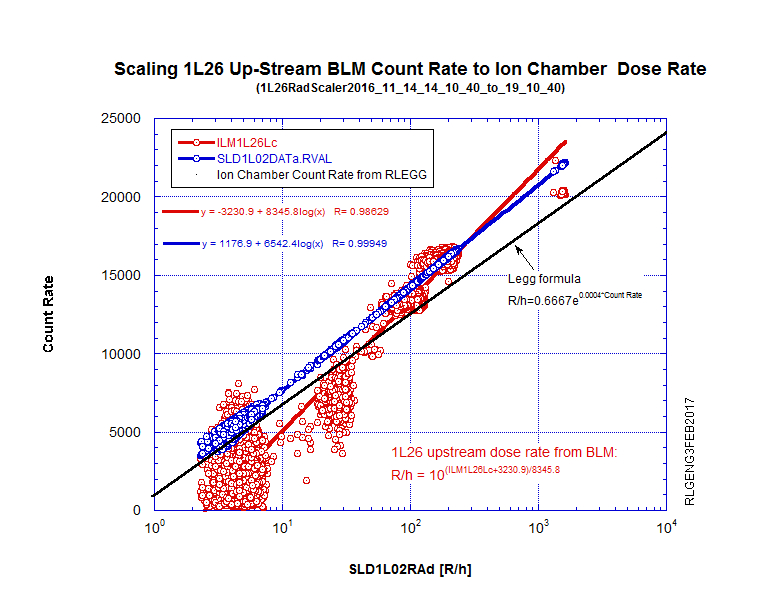 Scaling 1L26 Up-Stream BLM Count Rate to Ion Chamber  Dose Rate
(1L26RadScaler2016_11_14_14_10_40_to_19_10_40)
25000
20000
15000
10000
5000
0
Count Rate
ILM1L26Lc
SLD1L02DATa.RVAL
Ion Chamber Count Rate from RLEGG
y = -3230.9 + 8345.8log(x)   R= 0.98629
y = 1176.9 + 6542.4log(x)   R= 0.99949
Legg formula
R/h=0.6667e^0.0004*Count Rate
1L26 upstream dose rate from BLM:
R/h = 10^(ILM1L26Lc+3230.9)/8345.8
RLGENG3FEB2017
10^0 10^1 10^2 10^3 10^4
SLD1L02RAd [R/h]